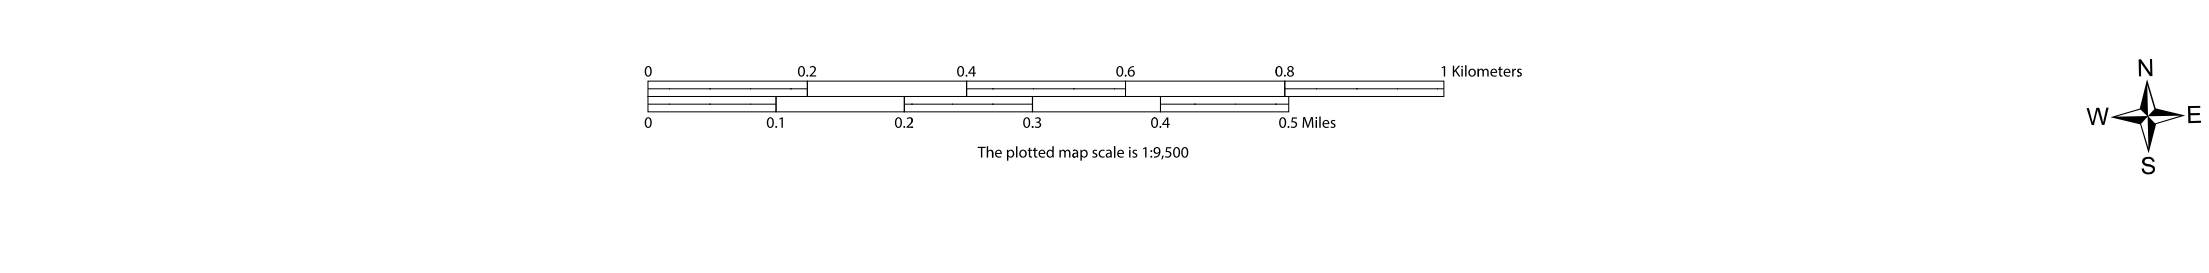 0 0.2 0.4 0.6 0.8 1 Kilometers
0 0.1 0.2 0.3 0.4 0.5 Miles
The plotted map scale is 1:9,500
N
W E
S